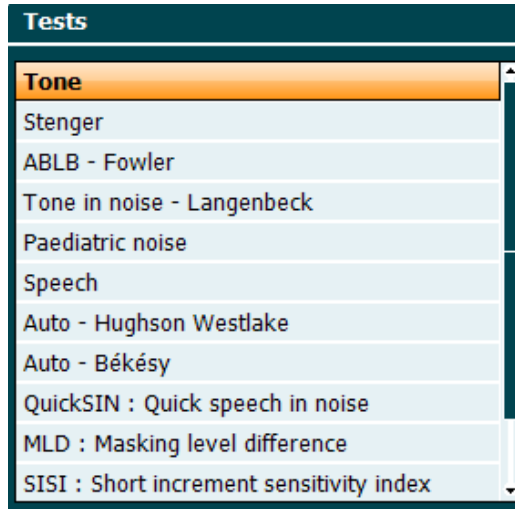 Tests
Tone
Stenger
ABLB - Fowler
Tone in noise - Langenbeck
Paediatric noise
Speech
Auto - Hughson Westlake
Auto - Békésy
QuickSIN : Quick speech in noise
MLD : Masking level difference
SISI : Short increment sensitivity index